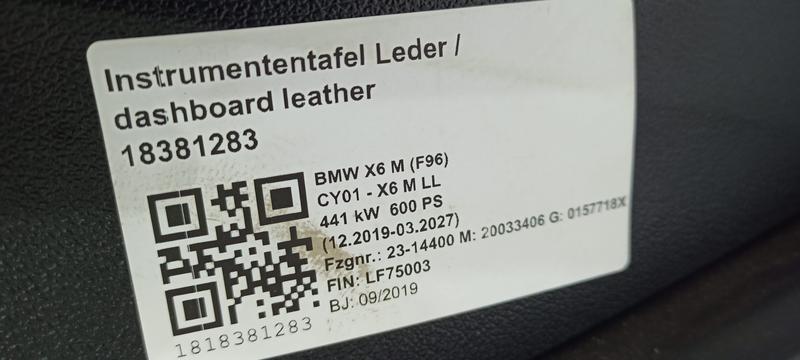 Instrumententafel Leder /
dashboard leather
18381283
BMW X6 M (F96)
CY01 - X6 M LL
441 kW 600 PS
(12.2019-03.2027)
Fzgnr.: 23-14400 M: 20033406 G: 0157718X
FIN: LF75003
BJ: 09/2019
1818381283